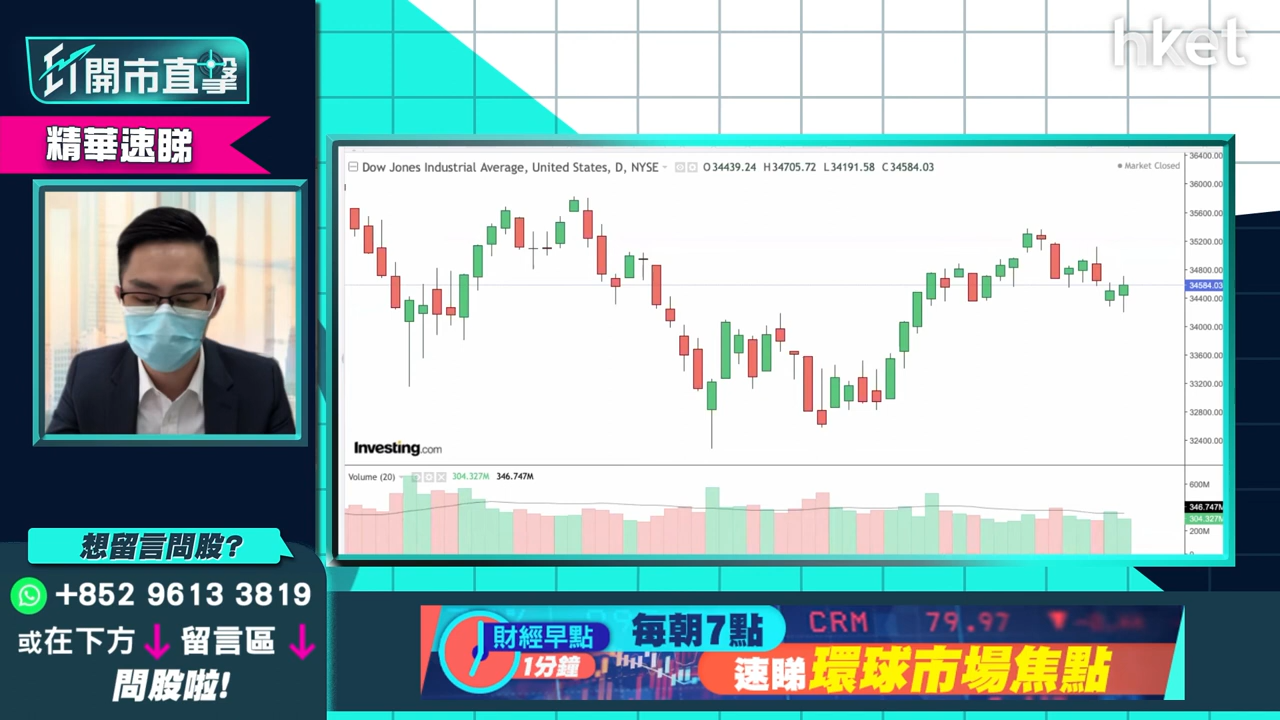 hket
ET開市直擊
精華速睇
Dow Jones Industrial Average, United States, D, NYSE O34439.24 H34705.72 L34191.58 C34584.03
Market Closed
36400.00
36000.00
35600.00
35200.00
34800.00
34584.03
34400.00
34000.00
33600.00
33200.00
32800.00
32400.00
Investing.com
Volume (20) 304.327M 346.747M
600M
346.747M
304.327M
200M
0
想留言問股?
+852 9613 3819
或在下方 留言區
問股啦!
財經早點
1分鐘
每朝7點
CRM 79.97
速睇環球市場焦點